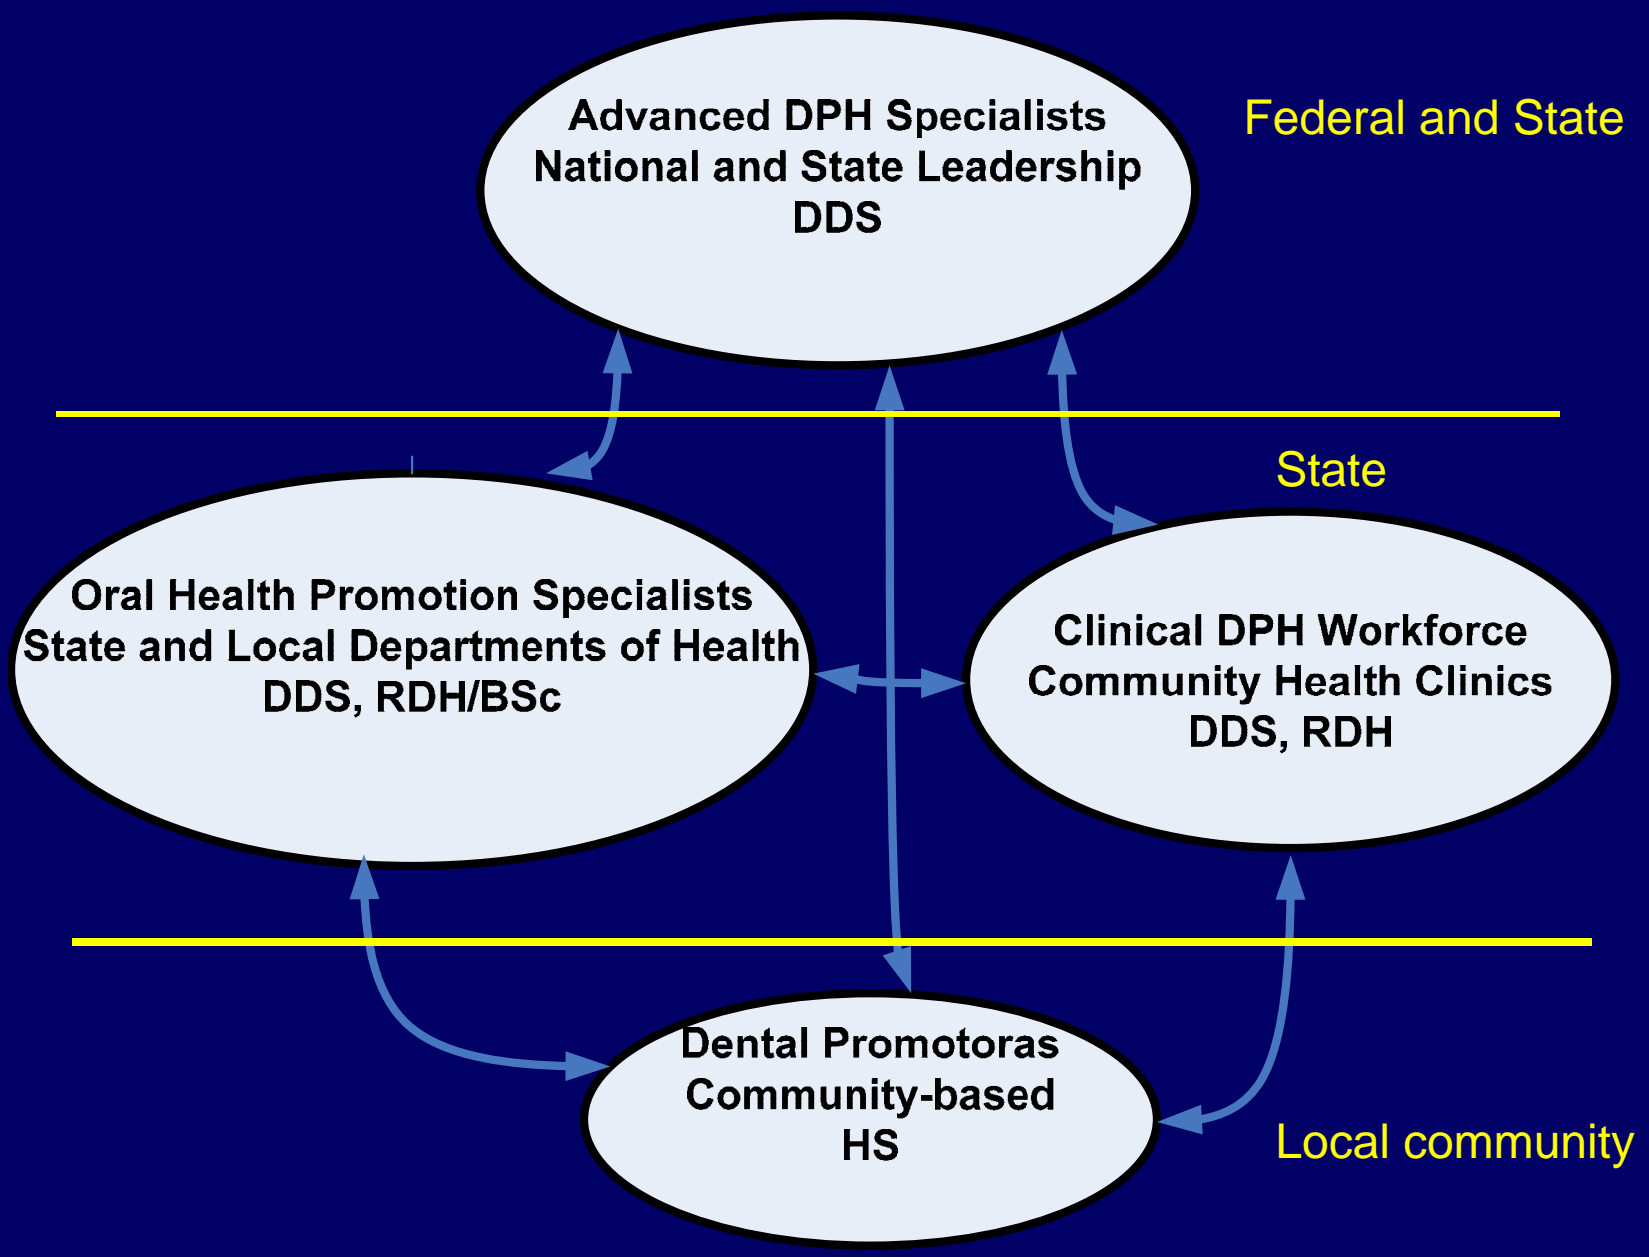 Advanced DPH Specialists
National and State Leadership
DDS
Federal and State
State
Oral Health Promotion Specialists
State and Local Departments of Health
DDS, RDH/BSc
Clinical DPH Workforce
Community Health Clinics
DDS, RDH
Dental Promotoras
Community-based
HS
Local community